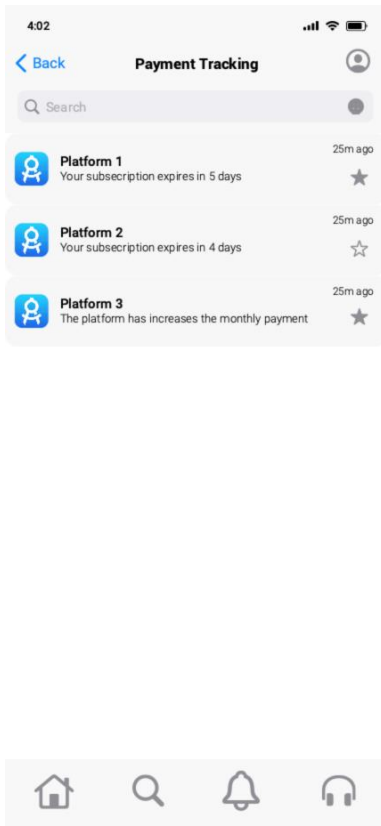 4:02
Back
Payment Tracking
Search
25m ago
Platform 1
Your subsecription expires in 5 days
25m ago
Platform 2
Your subsecription expires in 4 days
25m ago
Platform 3
The platform has increases the monthly payment